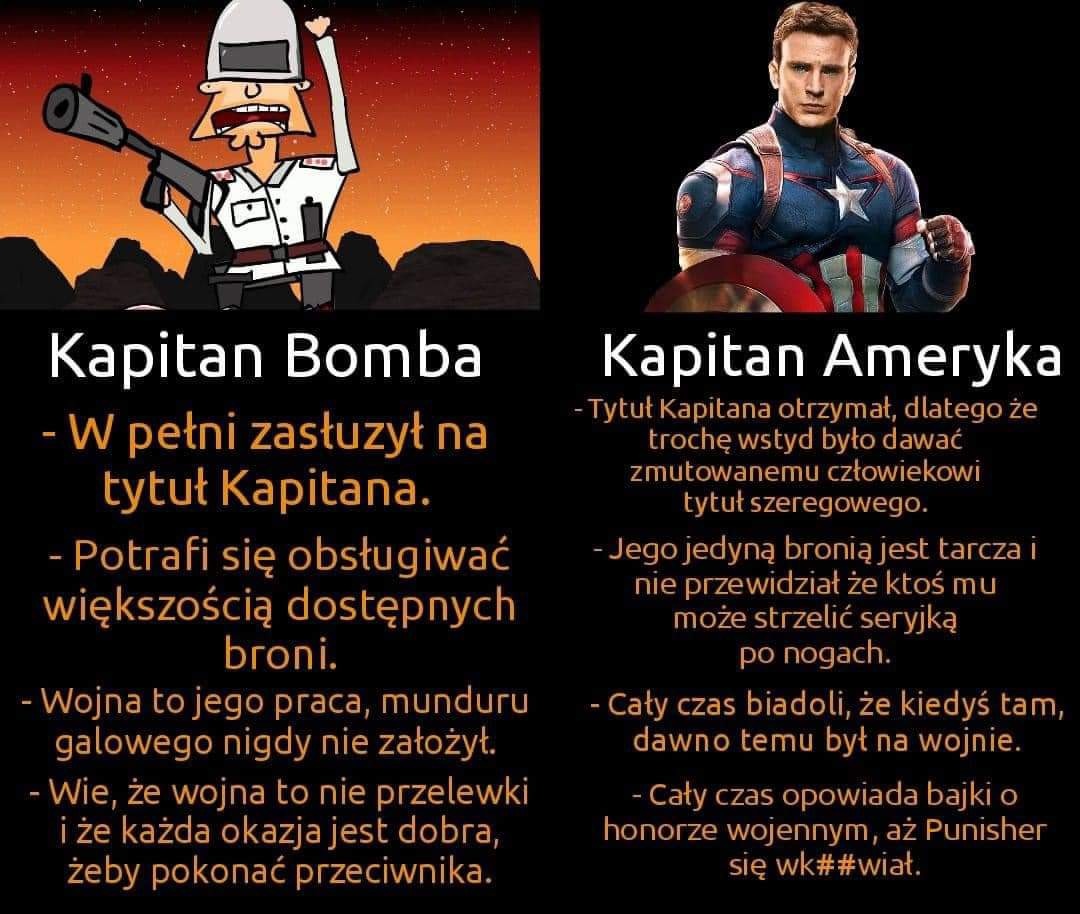 Kapitan Bomba
- W pełni zasłuzył na
tytuł Kapitana.
- Potrafi się obsługiwać
większością dostępnych
broni.
- Wojna to jego praca, munduru
galowego nigdy nie założył.
- Wie, że wojna to nie przelewki
i że każda okazja jest dobra,
żeby pokonać przeciwnika.
Kapitan Ameryka
- Tytuł Kapitana otrzymał, dlatego że
trochę wstyd było dawać
zmutowanemu człowiekowi
tytuł szeregowego.
- Jego jedyną bronią jest tarcza i
nie przewidział że ktoś mu
może strzelić seryjką
po nogach.
- Cały czas biadoli, że kiedyś tam,
dawno temu był na wojnie.
- Cały czas opowiada bajki o
honorze wojennym, aż Punisher
się wk##wiał.